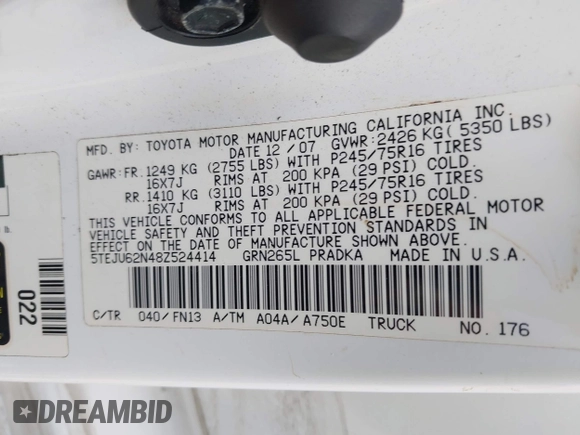 MFD. BY: TOYOTA MOTOR MANUFACTURING CALIFORNIA INC.
DATE 12/07 GVWR: 2426 KG( 5350 LBS)
GAWR: FR. 1249 KG (2755 LBS) WITH P245/75R16 TIRES
16X7J RIMS AT 200 KPA (29 PSI) COLD.
RR. 1410 KG (3110 LBS) WITH P245/75R16 TIRES
16X7J RIMS AT 200 KPA (29 PSI) COLD.
THIS VEHICLE CONFORMS TO ALL APPLICABLE FEDERAL MOTOR
VEHICLE SAFETY AND THEFT PREVENTION STANDARDS IN
EFFECT ON THE DATE OF MANUFACTURE SHOWN ABOVE.
5TEJU62N48Z524414 GRN265L PRADKA MADE IN U.S.A.
C/TR 040/FN13 A/TM A04A/A750E TRUCK NO. 176
022
lb.
DREAMBID